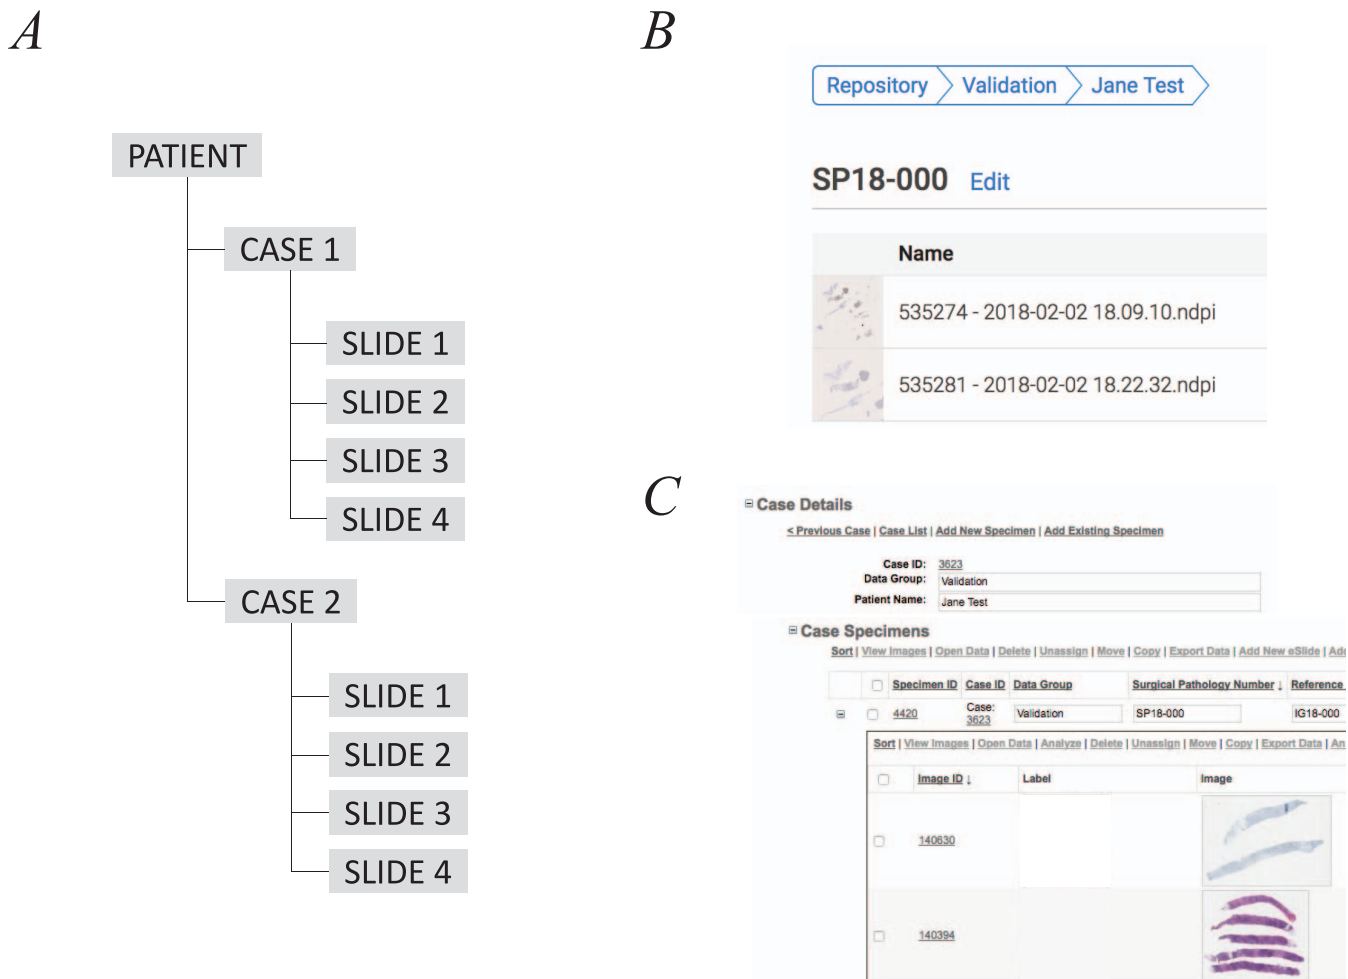 A
PATIENT
CASE 1
SLIDE 1
SLIDE 2
SLIDE 3
SLIDE 4
CASE 2
SLIDE 1
SLIDE 2
SLIDE 3
SLIDE 4
B
Repository Validation Jane Test
SP18-000 Edit
Name
535274 - 2018-02-02 18.09.10.ndpi
535281 - 2018-02-02 18.22.32.ndpi
C
Case Details
< Previous Case | Case List | Add New Specimen | Add Existing Specimen
Case ID: 3623
Data Group: Validation
Patient Name: Jane Test
Case Specimens
Sort | View Images | Open Data | Delete | Unassign | Move | Copy | Export Data | Add New eSlide | Add
Specimen ID Case ID Data Group Surgical Pathology Number ↓ Reference
4420 Case: 3623 Validation SP18-000 IG18-000
Sort | View Images | Open Data | Analyze | Delete | Unassign | Move | Copy | Export Data | An
Image ID ↓ Label Image
140630
140394